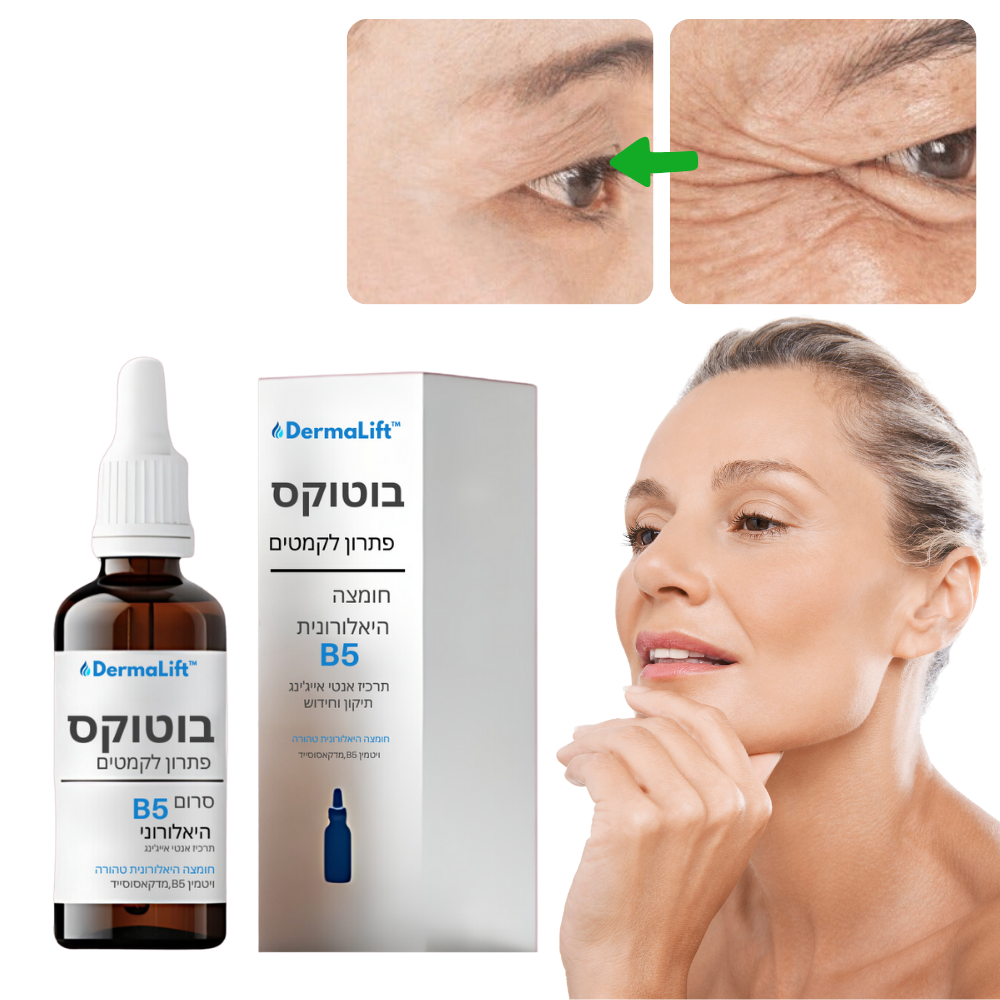 DermaLift™
בוטוקס
פתרון לקמטים
חומצה
היאלורונית
B5
תרכיז אנטי אייג'ינג
תיקון וחידוש
חומצה היאלורונית טהורה
ויטמין B5,מדקאסוסייד
DermaLift™
בוטוקס
פתרון לקמטים
סרום B5
היאלורוני
תרכיז אנטי אייג'ינג
חומצה היאלורונית טהורה
ויטמין B5,מדקאסוסייד